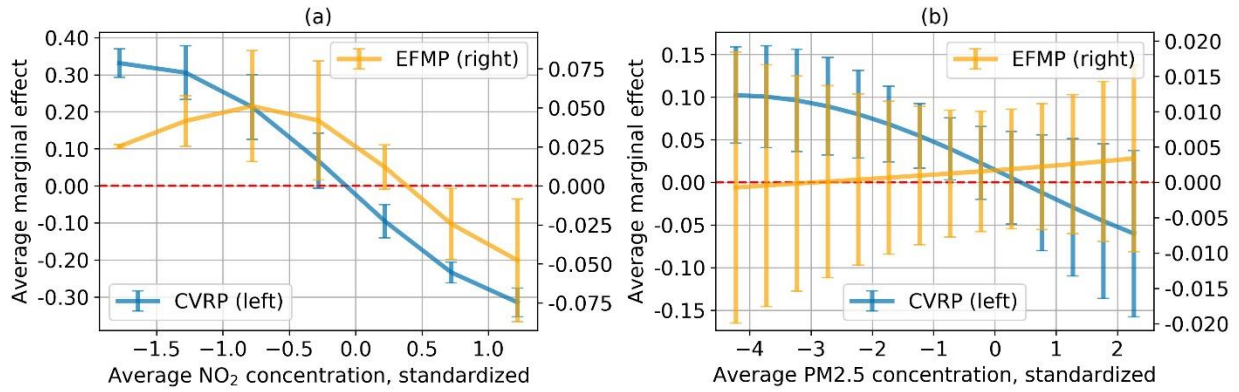 (a)
Average marginal effect
0.40
0.30
0.20
0.10
0.00
-0.10
-0.20
-0.30
EFMP (right)
CVRP (left)
0.075
0.050
0.025
0.000
-0.025
-0.050
-0.075
−1.5 −1.0 −0.5 0.0 0.5 1.0
Average NO₂ concentration, standardized
(b)
Average marginal effect
0.15
0.10
0.05
0.00
-0.05
-0.10
-0.15
EFMP (right)
CVRP (left)
0.020
0.015
0.010
0.005
0.000
-0.005
-0.010
-0.015
-0.020
−4 −3 −2 −1 0 1 2
Average PM2.5 concentration, standardized